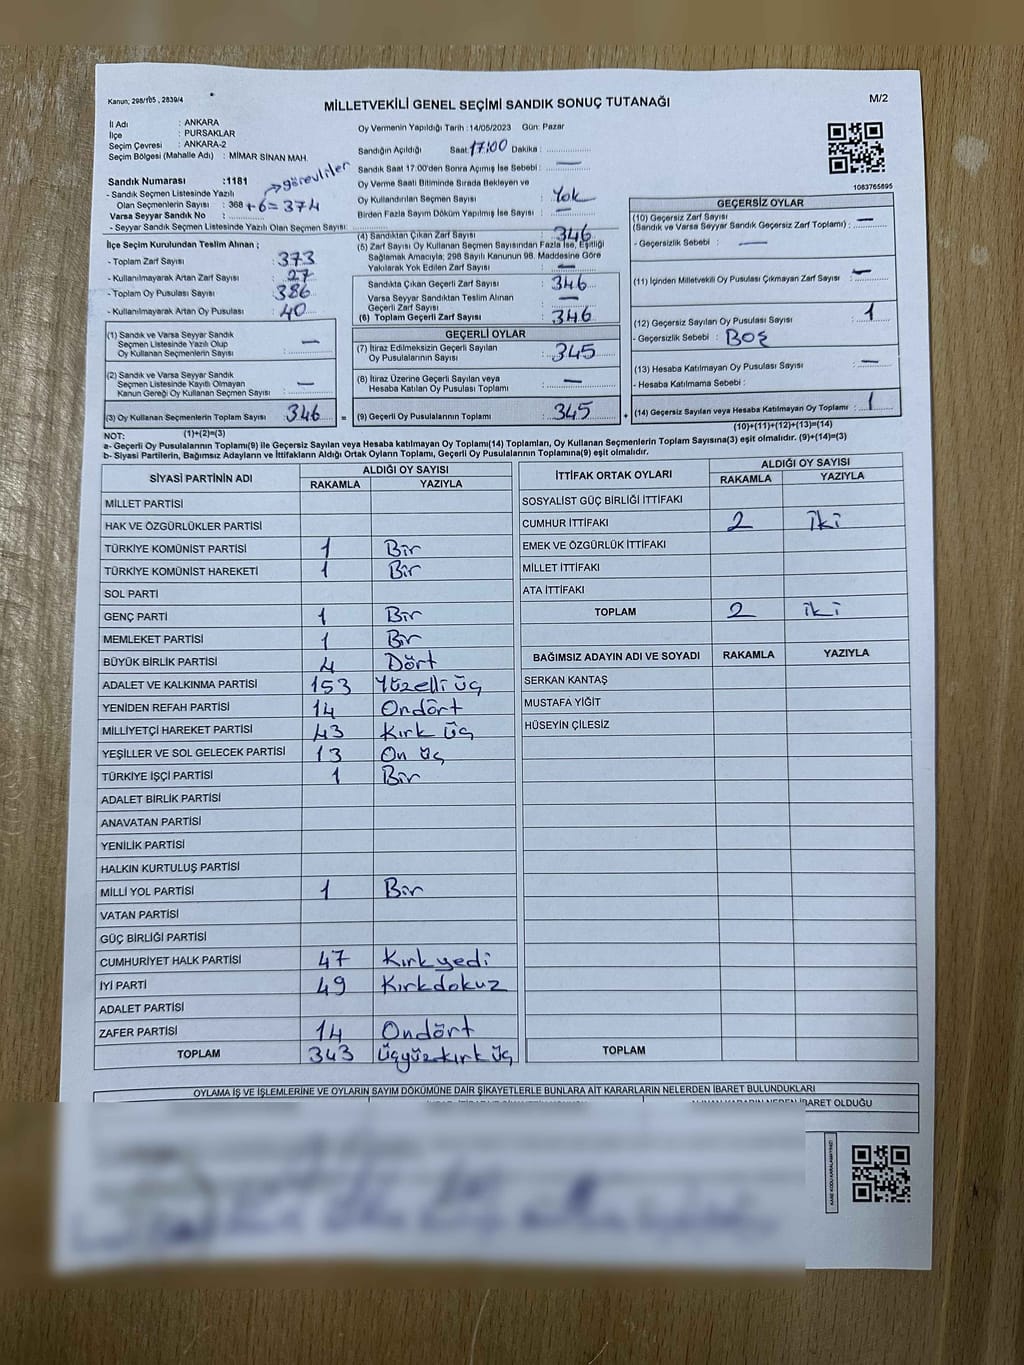 Kanun; 298/105 , 2839/4
MİLLETVEKİLİ GENEL SEÇİMİ SANDIK SONUÇ TUTANAĞI
M/2
İl Adı : ANKARA
İlçe : PURSAKLAR
Seçim Çevresi : ANKARA-2
Seçim Bölgesi (Mahalle Adı) : MİMAR SİNAN MAH.
Sandık Numarası :1181
→görevliler
- Sandık Seçmen Listesinde Yazılı
Olan Seçmenlerin Sayısı : 368 +6=374
Varsa Seyyar Sandık No :
- Seyyar Sandık Seçmen Listesinde Yazılı Olan Seçmen Sayısı:
İlçe Seçim Kurulundan Teslim Alınan ;
- Toplam Zarf Sayısı : 373
- Kullanılmayarak Artan Zarf Sayısı : 27
- Toplam Oy Pusulası Sayısı : 386
- Kullanılmayarak Artan Oy Pusulası : 40
(1) Sandık ve Varsa Seyyar Sandık
Seçmen Listesinde Yazılı Olup
Oy Kullanan Seçmenlerin Sayısı : —
(2) Sandık ve Varsa Seyyar Sandık
Seçmen Listesinde Kayıtlı Olmayan
Kanun Gereği Oy Kullanan Seçmen Sayısı : —
(3) Oy Kullanan Seçmenlerin Toplam Sayısı : 346 =
(1)+(2)=(3)
Oy Vermenin Yapıldığı Tarih :14/05/2023 Gün: Pazar
Sandığın Açıldığı Saat:17:00 Dakika :
Sandık Saat 17:00'den Sonra Açılmış İse Sebebi : —
Oy Verme Saati Bitiminde Sırada Bekleyen ve
Oy Kullandırılan Seçmen Sayısı : Yok
Birden Fazla Sayım Döküm Yapılmış İse Sayısı : —
(4) Sandıktan Çıkan Zarf Sayısı : 346
(5) Zarf Sayısı Oy Kullanan Seçmen Sayısından Fazla İse, Eşitliği
Sağlamak Amacıyla; 298 Sayılı Kanunun 98. Maddesine Göre
Yakılarak Yok Edilen Zarf Sayısı : —
Sandıkta Çıkan Geçerli Zarf Sayısı : 346
Varsa Seyyar Sandıktan Teslim Alınan
Geçerli Zarf Sayısı : —
(6) Toplam Geçerli Zarf Sayısı : 346
GEÇERLİ OYLAR
(7) İtiraz Edilmeksizin Geçerli Sayılan
Oy Pusulalarının Sayısı : 345
(8) İtiraz Üzerine Geçerli Sayılan veya
Hesaba Katılan Oy Pusulası Toplamı : —
(9) Geçerli Oy Pusulalarının Toplamı : 345 +
1083765895
GEÇERSİZ OYLAR
(10) Geçersiz Zarf Sayısı
(Sandık ve Varsa Seyyar Sandık Geçersiz Zarf Toplamı) : —
- Geçersizlik Sebebi : —
(11) İçinden Milletvekili Oy Pusulası Çıkmayan Zarf Sayısı : —
(12) Geçersiz Sayılan Oy Pusulası Sayısı : 1
- Geçersizlik Sebebi : Boş
(13) Hesaba Katılmayan Oy Pusulası Sayısı : —
- Hesaba Katılmama Sebebi :
(14) Geçersiz Sayılan veya Hesaba Katılmayan Oy Toplamı : 1
(10)+(11)+(12)+(13)=(14)
NOT:
a- Geçerli Oy Pusulalarının Toplamı(9) ile Geçersiz Sayılan veya Hesaba katılmayan Oy Toplamı(14) Toplamları, Oy Kullanan Seçmenlerin Toplam Sayısına(3) eşit olmalıdır. (9)+(14)=(3)
b- Siyasi Partilerin, Bağımsız Adayların ve İttifakların Aldığı Ortak Oyların Toplamı, Geçerli Oy Pusulalarının Toplamına(9) eşit olmalıdır.
SİYASİ PARTİNİN ADI ALDIĞI OY SAYISI
RAKAMLA YAZIYLA
MİLLET PARTİSİ
HAK VE ÖZGÜRLÜKLER PARTİSİ
TÜRKİYE KOMÜNİST PARTİSİ 1 Bir
TÜRKİYE KOMÜNİST HAREKETİ 1 Bir
SOL PARTİ
GENÇ PARTİ 1 Bir
MEMLEKET PARTİSİ 1 Bir
BÜYÜK BİRLİK PARTİSİ 4 Dört
ADALET VE KALKINMA PARTİSİ 153 Yüzelli üç
YENİDEN REFAH PARTİSİ 14 Ondört
MİLLİYETÇİ HAREKET PARTİSİ 43 Kırk üç
YEŞİLLER VE SOL GELECEK PARTİSİ 13 On üç
TÜRKİYE İŞÇİ PARTİSİ 1 Bir
ADALET BİRLİK PARTİSİ
ANAVATAN PARTİSİ
YENİLİK PARTİSİ
HALKIN KURTULUŞ PARTİSİ
MİLLİ YOL PARTİSİ 1 Bir
VATAN PARTİSİ
GÜÇ BİRLİĞİ PARTİSİ
CUMHURİYET HALK PARTİSİ 47 Kırkyedi
İYİ PARTİ 49 Kırkdokuz
ADALET PARTİSİ
ZAFER PARTİSİ 14 Ondört
TOPLAM 343 Üçyüzkırk üç
İTTİFAK ORTAK OYLARI ALDIĞI OY SAYISI
RAKAMLA YAZIYLA
SOSYALİST GÜÇ BİRLİĞİ İTTİFAKI
CUMHUR İTTİFAKI 2 İki
EMEK VE ÖZGÜRLÜK İTTİFAKI
MİLLET İTTİFAKI
ATA İTTİFAKI
TOPLAM 2 iki
BAĞIMSIZ ADAYIN ADI VE SOYADI RAKAMLA YAZIYLA
SERKAN KANTAŞ
MUSTAFA YİĞİT
HÜSEYİN ÇİLESİZ
TOPLAM
OYLAMA İŞ VE İŞLEMLERİNE VE OYLARIN SAYIM DÖKÜMÜNE DAİR ŞİKAYETLERLE BUNLARA AİT KARARLARIN NELERDEN İBARET BULUNDUKLARI
İBARET OLDUĞU